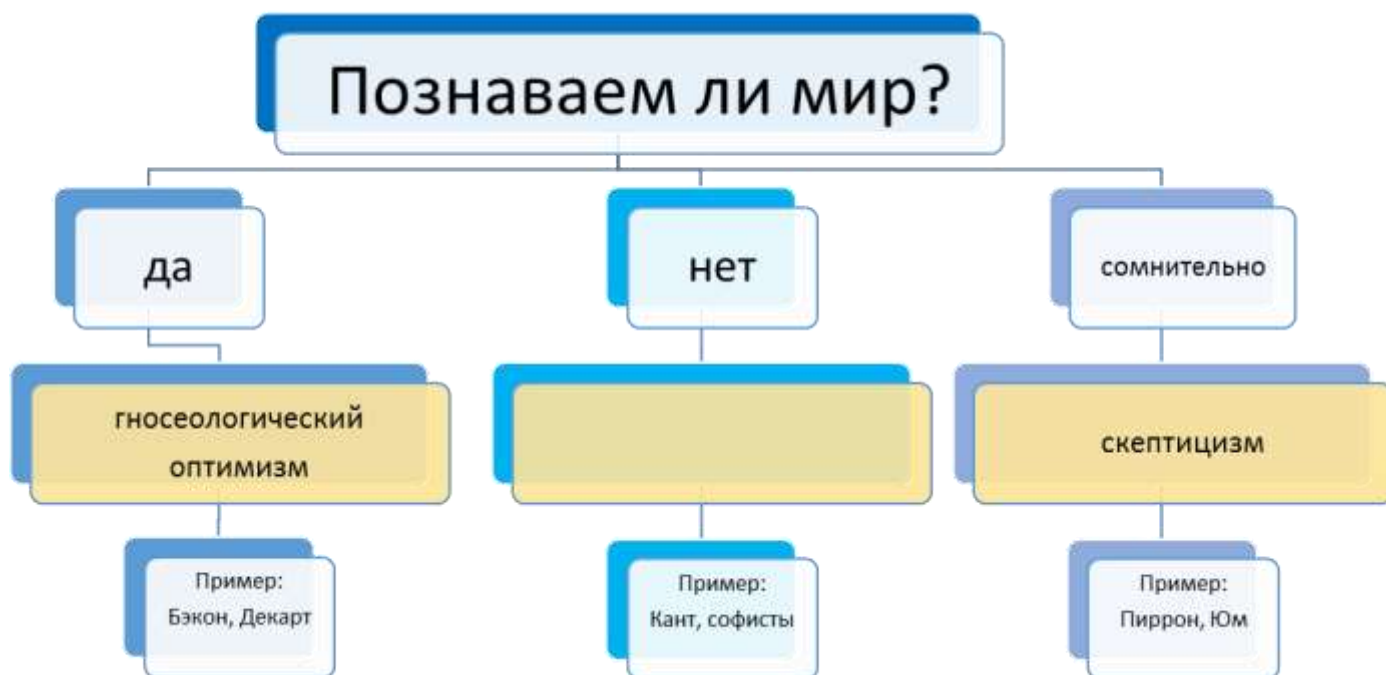 Познаваем ли мир?
да
нет
сомнительно
гносеологический
оптимизм
скептицизм
Пример:
Бэкон, Декарт
Пример:
Кант, софисты
Пример:
Пиррон, Юм